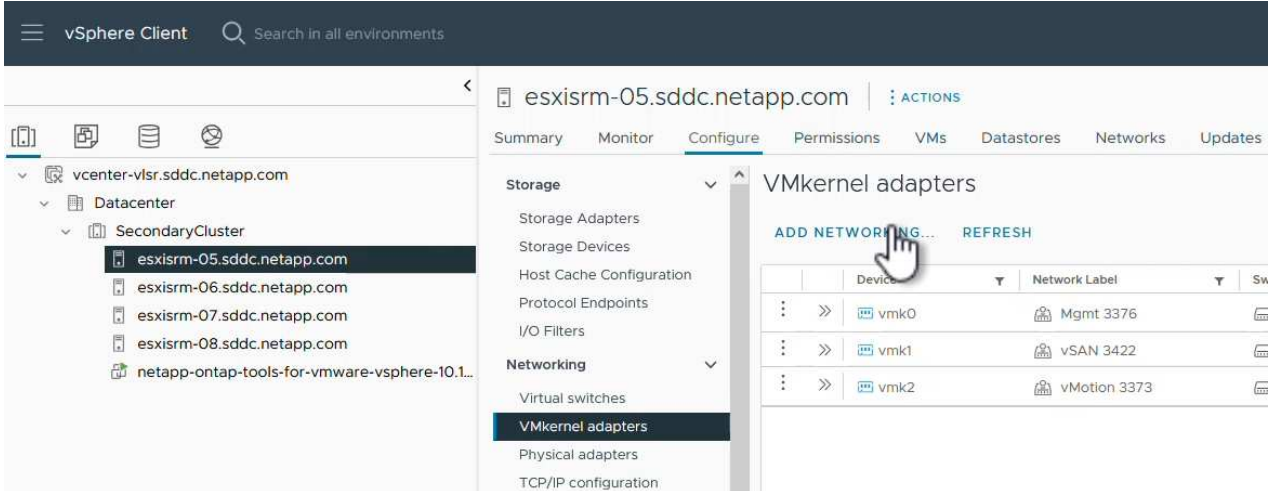 vSphere Client
Search in all environments
vcenter-vlsr.sddc.netapp.com
Datacenter
SecondaryCluster
esxisrm-05.sddc.netapp.com
esxisrm-06.sddc.netapp.com
esxisrm-07.sddc.netapp.com
esxisrm-08.sddc.netapp.com
netapp-ontap-tools-for-vmware-vsphere-10.1...
esxisrm-05.sddc.netapp.com ACTIONS
Summary Monitor Configure Permissions VMs Datastores Networks Updates
Storage
Storage Adapters
Storage Devices
Host Cache Configuration
Protocol Endpoints
I/O Filters
Networking
Virtual switches
VMkernel adapters
Physical adapters
TCP/IP configuration
VMkernel adapters
ADD NETWORKING... REFRESH
Device Network Label Sw
vmk0 Mgmt 3376
vmk1 vSAN 3422
vmk2 vMotion 3373